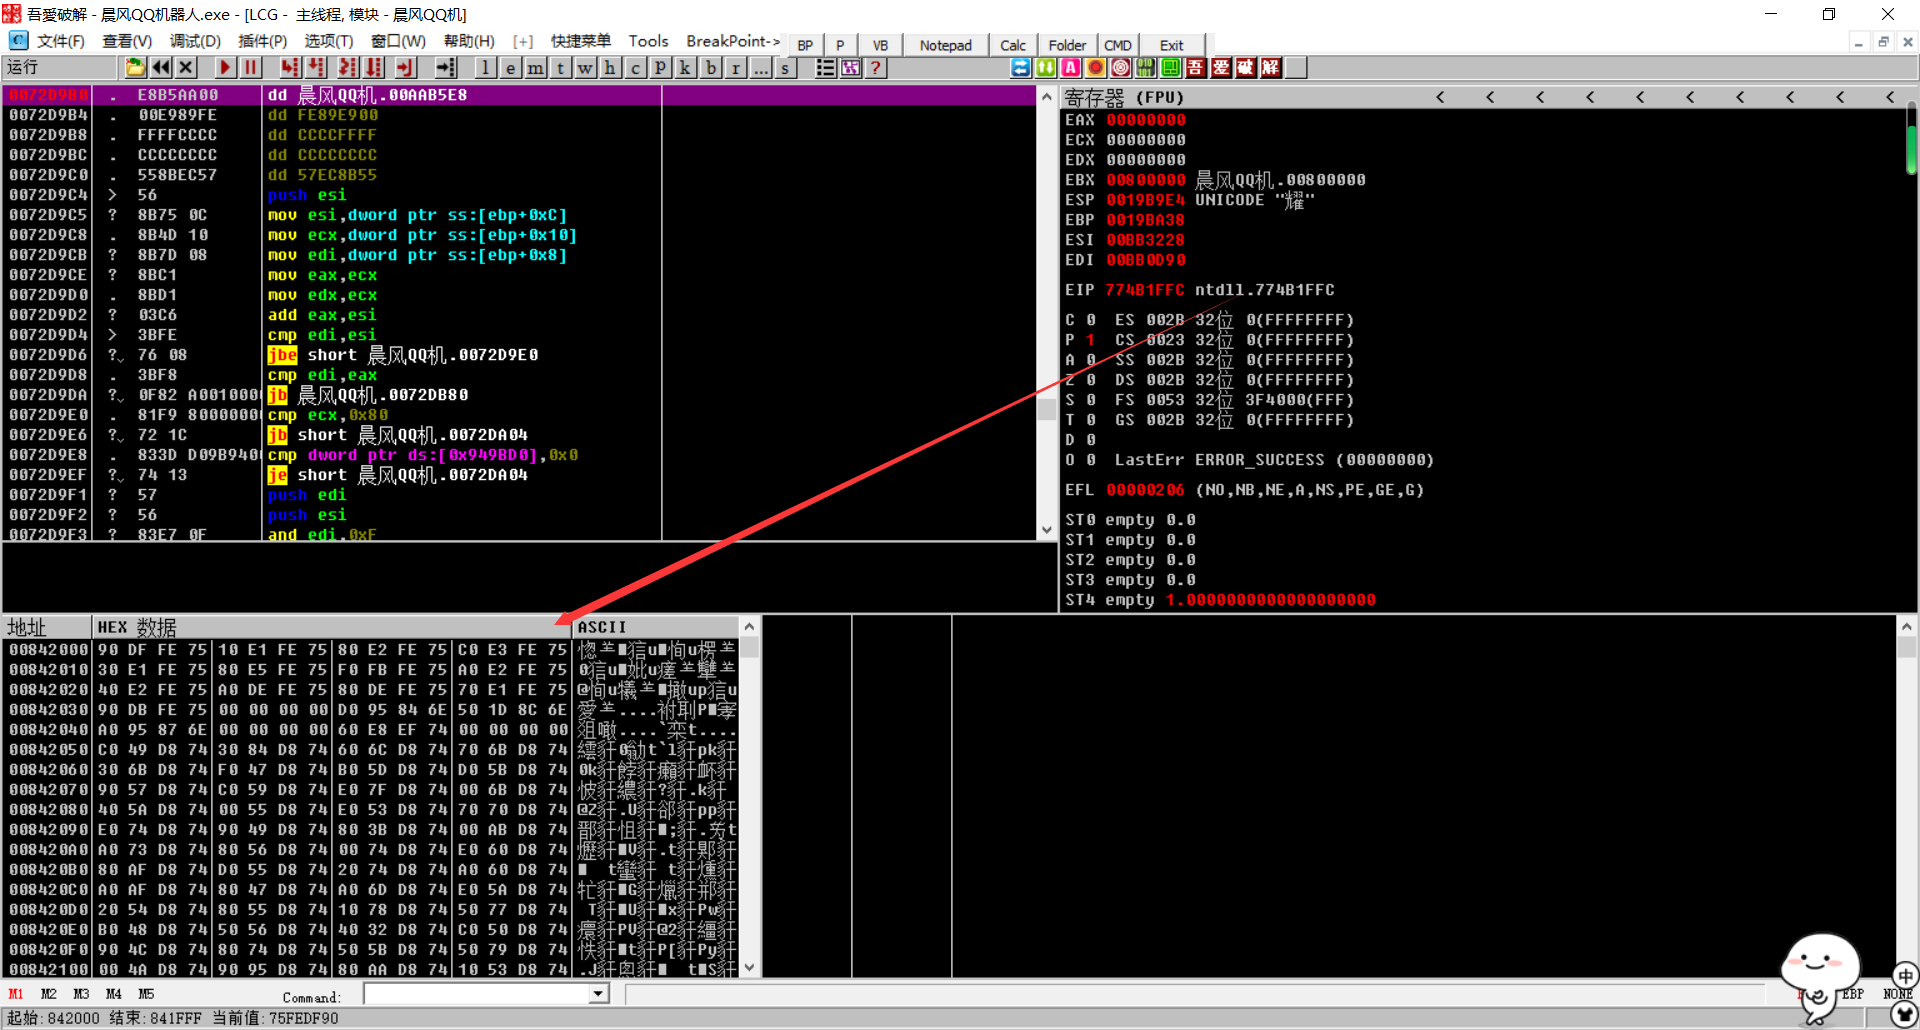 吾愛破解 - 晨风QQ机器人.exe - [LCG - 主线程, 模块 - 晨风QQ机]
文件(F) 查看(V) 调试(D) 插件(P) 选项(T) 窗口(W) 帮助(H) [+] 快捷菜单 Tools BreakPoint-> BP P VB Notepad Calc Folder CMD Exit
运行 l e m t w h c p k b r ... s ? 吾 爱 破 解
0072D9B0 . E8B5AA00 dd 晨风QQ机.00AAB5E8
0072D9B4 . 00E989FE dd FE89E900
0072D9B8 . FFFFCCCC dd CCCCFFFF
0072D9BC . CCCCCCCC dd CCCCCCCC
0072D9C0 . 558BEC57 dd 57EC8B55
0072D9C4 > 56 push esi
0072D9C5 ? 8B75 0C mov esi,dword ptr ss:[ebp+0xC]
0072D9C8 . 8B4D 10 mov ecx,dword ptr ss:[ebp+0x10]
0072D9CB ? 8B7D 08 mov edi,dword ptr ss:[ebp+0x8]
0072D9CE ? 8BC1 mov eax,ecx
0072D9D0 . 8BD1 mov edx,ecx
0072D9D2 ? 03C6 add eax,esi
0072D9D4 > 3BFE cmp edi,esi
0072D9D6 ? 76 08 jbe short 晨风QQ机.0072D9E0
0072D9D8 . 3BF8 cmp edi,eax
0072D9DA ? 0F82 A0010000 jb 晨风QQ机.0072DB80
0072D9E0 . 81F9 80000000 cmp ecx,0x80
0072D9E6 ? 72 1C jb short 晨风QQ机.0072DA04
0072D9E8 . 833D D09B9400 cmp dword ptr ds:[0x949BD0],0x0
0072D9EF ? 74 13 je short 晨风QQ机.0072DA04
0072D9F1 ? 57 push edi
0072D9F2 ? 56 push esi
0072D9F3 ? 83E7 0F and edi,0xF
寄存器 (FPU) < < < < < < < < < <
EAX 00000000
ECX 00000000
EDX 00000000
EBX 00800000 晨风QQ机.00800000
ESP 0019B9E4 UNICODE "耀"
EBP 0019BA38
ESI 00BB3228
EDI 00BB0D90
EIP 774B1FFC ntdll.774B1FFC
C 0 ES 002B 32位 0(FFFFFFFF)
P 1 CS 0023 32位 0(FFFFFFFF)
A 0 SS 002B 32位 0(FFFFFFFF)
Z 0 DS 002B 32位 0(FFFFFFFF)
S 0 FS 0053 32位 3F4000(FFF)
T 0 GS 002B 32位 0(FFFFFFFF)
D 0
O 0 LastErr ERROR_SUCCESS (00000000)
EFL 00000206 (NO,NB,NE,A,NS,PE,GE,G)
ST0 empty 0.0
ST1 empty 0.0
ST2 empty 0.0
ST3 empty 0.0
ST4 empty 1.0000000000000000000
地址 HEX 数据 ASCII
00842000 90 DF FE 75 10 E1 FE 75 80 E2 FE 75 C0 E3 FE 75
00842010 30 E1 FE 75 80 E5 FE 75 F0 FB FE 75 A0 E2 FE 75
00842020 40 E2 FE 75 A0 DE FE 75 80 DE FE 75 70 E1 FE 75
00842030 90 DB FE 75 00 00 00 00 D0 95 84 6E 50 1D 8C 6E
00842040 A0 95 87 6E 00 00 00 00 60 E8 EF 74 00 00 00 00
00842050 C0 49 D8 74 30 84 D8 74 60 6C D8 74 70 6B D8 74
00842060 30 6B D8 74 F0 47 D8 74 B0 5D D8 74 D0 5B D8 74
00842070 90 57 D8 74 C0 59 D8 74 E0 7F D8 74 00 6B D8 74
00842080 40 5A D8 74 00 55 D8 74 E0 53 D8 74 70 70 D8 74
00842090 E0 74 D8 74 90 49 D8 74 80 3B D8 74 00 AB D8 74
008420A0 A0 73 D8 74 80 56 D8 74 00 74 D8 74 E0 60 D8 74
008420B0 80 AF D8 74 D0 55 D8 74 20 74 D8 74 A0 60 D8 74
008420C0 A0 AF D8 74 80 47 D8 74 A0 6D D8 74 E0 5A D8 74
008420D0 20 54 D8 74 80 55 D8 74 10 78 D8 74 50 77 D8 74
008420E0 B0 48 D8 74 50 56 D8 74 40 32 D8 74 C0 50 D8 74
008420F0 90 4C D8 74 80 74 D8 74 50 5B D8 74 50 79 D8 74
00842100 00 4A D8 74 90 95 D8 74 80 AA D8 74 10 53 D8 74
M1 M2 M3 M4 M5 Command: EBP NONE
中
起始:842000 结束:841FFF 当前值:75FEDF90